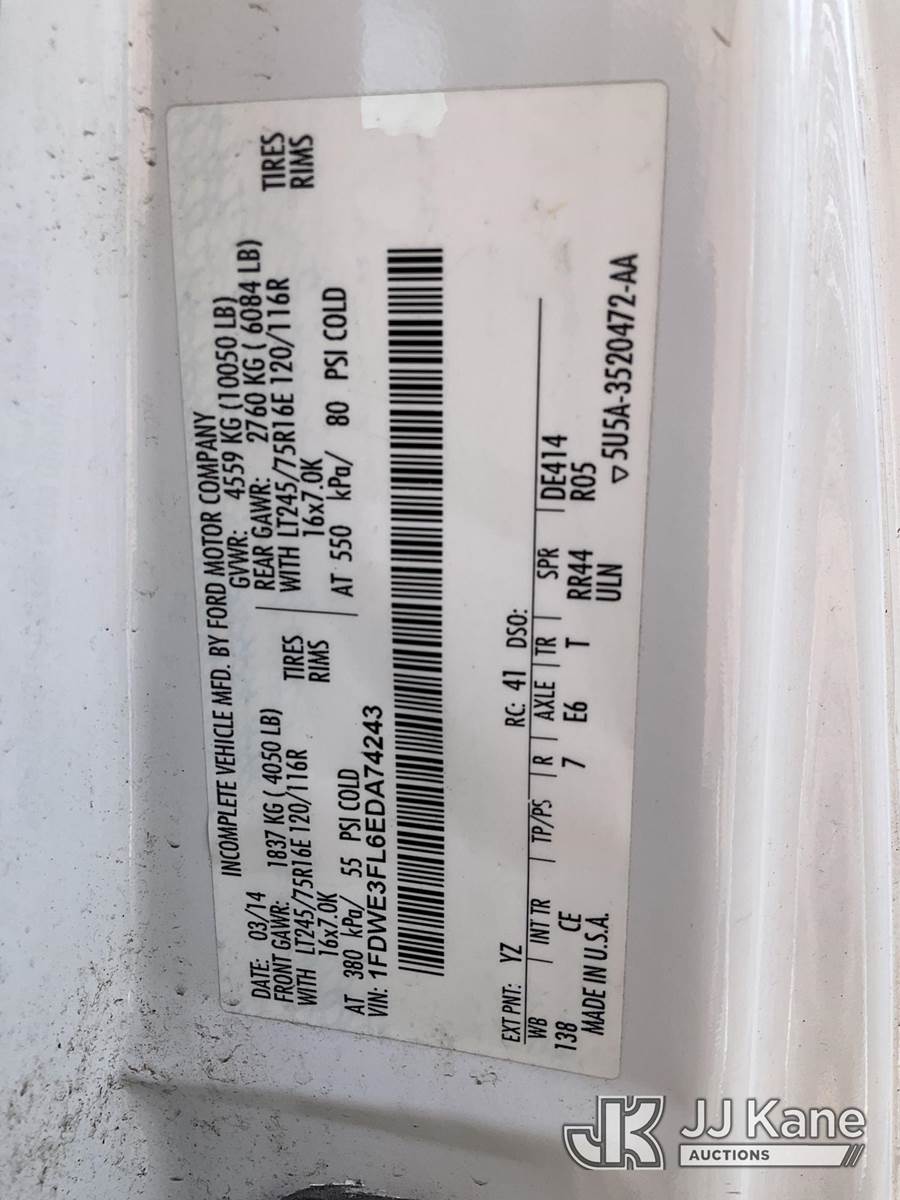 INCOMPLETE VEHICLE MFD. BY FORD MOTOR COMPANY
DATE: 03/14 GVWR: 4559 KG (10050 LB)
FRONT GAWR: 1837 KG ( 4050 LB) REAR GAWR: 2760 KG ( 6084 LB)
WITH LT245/75R16E 120/116R TIRES WITH LT245/75R16E 120/116R TIRES
16x7.0K RIMS 16x7.0K RIMS
AT 380 kPa/ 55 PSI COLD AT 550 kPa/ 80 PSI COLD
VIN: 1FDWE3FL6EDA74243
EXT PNT: YZ RC: 41 DSO:
WB INT TR TP/PS R AXLE TR SPR DE414
138 CE 7 E6 T RR44 R05
MADE IN U.S.A. ULN
▽5U5A-3520472-AA
JK JJ Kane
AUCTIONS